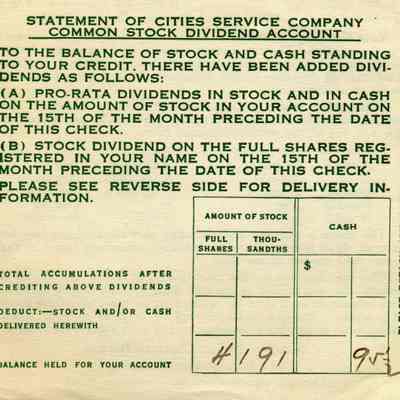 STATEMENT OF CITIES SERVICE COMPANY
COMMON STOCK DIVIDEND ACCOUNT
TO THE BALANCE OF STOCK AND CASH STANDING
TO YOUR CREDIT, THERE HAVE BEEN ADDED DIVI-
DENDS AS FOLLOWS:
(A) PRO-RATA DIVIDENDS IN STOCK AND IN CASH
ON THE AMOUNT OF STOCK IN YOUR ACCOUNT ON
THE 15TH OF THE MONTH PRECEDING THE DATE
OF THIS CHECK.
(B) STOCK DIVIDEND ON THE FULL SHARES REG-
ISTERED IN YOUR NAME ON THE 15TH OF THE
MONTH PRECEDING THE DATE OF THIS CHECK.
PLEASE SEE REVERSE SIDE FOR DELIVERY IN-
FORMATION.
AMOUNT OF STOCK
CASH
FULL SHARES
THOU-SANDTHS
$
TOTAL ACCUMULATIONS AFTER
CREDITING ABOVE DIVIDENDS
DEDUCT:—STOCK AND/OR CASH
DELIVERED HEREWITH
BALANCE HELD FOR YOUR ACCOUNT
4 191